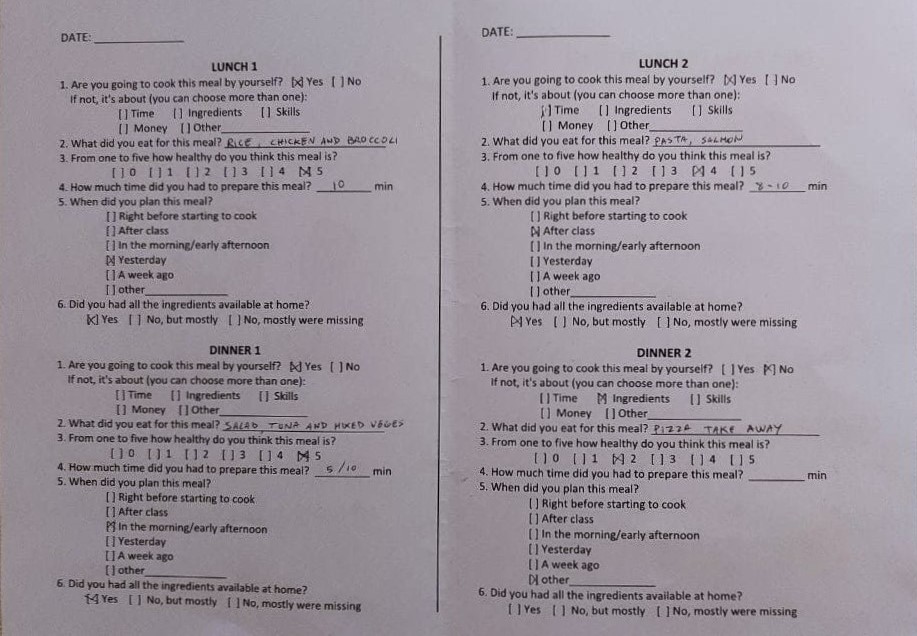 DATE: ____________
LUNCH 1
1. Are you going to cook this meal by yourself? [X] Yes [ ] No
If not, it's about (you can choose more than one):
[ ] Time [ ] Ingredients [ ] Skills
[ ] Money [ ] Other____________
2. What did you eat for this meal? RICE, CHICKEN AND BROCCOLI
3. From one to five how healthy do you think this meal is?
[ ] 0 [ ] 1 [ ] 2 [ ] 3 [ ] 4 [X] 5
4. How much time did you had to prepare this meal? 10 min
5. When did you plan this meal?
[ ] Right before starting to cook
[ ] After class
[ ] In the morning/early afternoon
[X] Yesterday
[ ] A week ago
[ ] other____________
6. Did you had all the ingredients available at home?
[X] Yes [ ] No, but mostly [ ] No, mostly were missing
DINNER 1
1. Are you going to cook this meal by yourself? [X] Yes [ ] No
If not, it's about (you can choose more than one):
[ ] Time [ ] Ingredients [ ] Skills
[ ] Money [ ] Other____________
2. What did you eat for this meal? SALAD, TUNA AND MIXED VEGES
3. From one to five how healthy do you think this meal is?
[ ] 0 [ ] 1 [ ] 2 [ ] 3 [ ] 4 [X] 5
4. How much time did you had to prepare this meal? 5/10 min
5. When did you plan this meal?
[ ] Right before starting to cook
[ ] After class
[X] In the morning/early afternoon
[ ] Yesterday
[ ] A week ago
[ ] other____________
6. Did you had all the ingredients available at home?
[X] Yes [ ] No, but mostly [ ] No, mostly were missing
DATE: ____________
LUNCH 2
1. Are you going to cook this meal by yourself? [X] Yes [ ] No
If not, it's about (you can choose more than one):
[ ] Time [ ] Ingredients [ ] Skills
[ ] Money [ ] Other____________
2. What did you eat for this meal? PASTA, SALMON
3. From one to five how healthy do you think this meal is?
[ ] 0 [ ] 1 [ ] 2 [ ] 3 [X] 4 [ ] 5
4. How much time did you had to prepare this meal? 8-10 min
5. When did you plan this meal?
[ ] Right before starting to cook
[X] After class
[ ] In the morning/early afternoon
[ ] Yesterday
[ ] A week ago
[ ] other____________
6. Did you had all the ingredients available at home?
[X] Yes [ ] No, but mostly [ ] No, mostly were missing
DINNER 2
1. Are you going to cook this meal by yourself? [ ] Yes [X] No
If not, it's about (you can choose more than one):
[ ] Time [X] Ingredients [ ] Skills
[ ] Money [ ] Other____________
2. What did you eat for this meal? PIZZA TAKE AWAY
3. From one to five how healthy do you think this meal is?
[ ] 0 [ ] 1 [X] 2 [ ] 3 [ ] 4 [ ] 5
4. How much time did you had to prepare this meal? ________ min
5. When did you plan this meal?
[ ] Right before starting to cook
[ ] After class
[ ] In the morning/early afternoon
[ ] Yesterday
[ ] A week ago
[X] other____________
6. Did you had all the ingredients available at home?
[ ] Yes [ ] No, but mostly [ ] No, mostly were missing